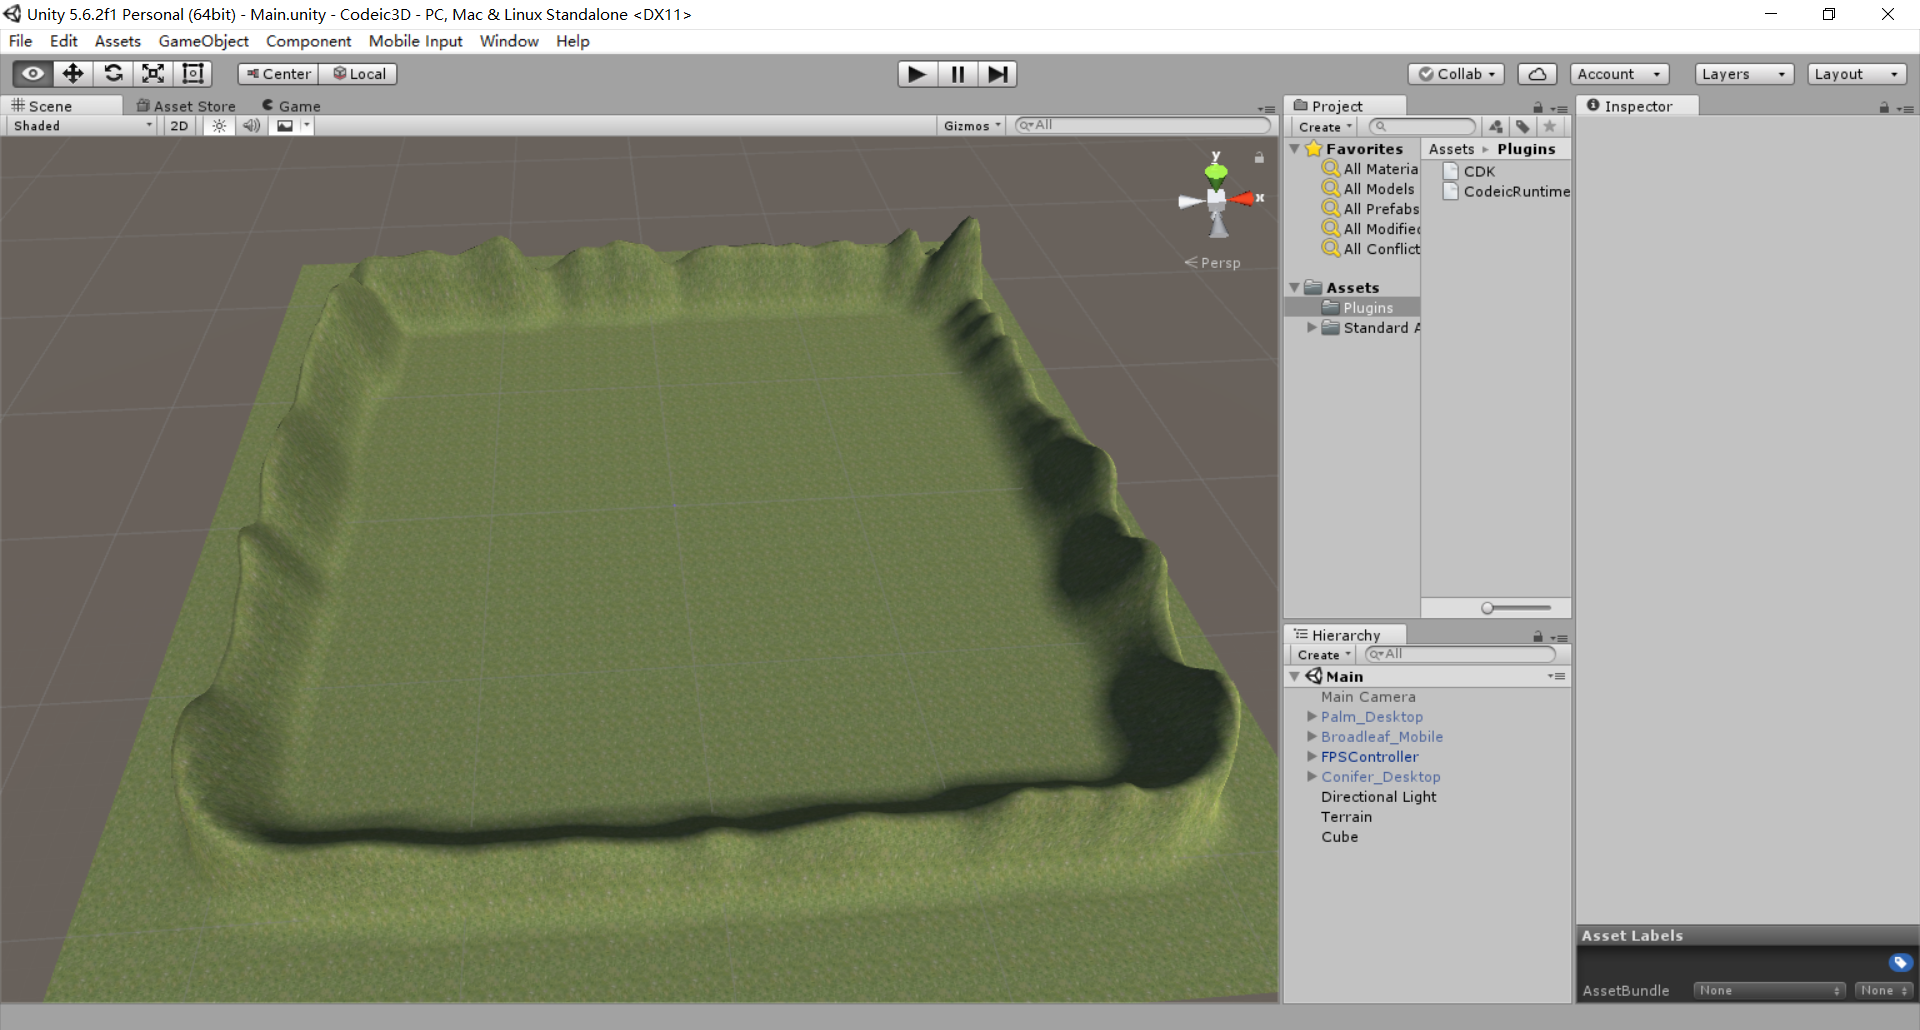 Unity 5.6.2f1 Personal (64bit) - Main.unity - Codeic3D - PC, Mac & Linux Standalone <DX11>
File Edit Assets GameObject Component Mobile Input Window Help
Center Local Collab Account Layers Layout
Scene Asset Store Game
Shaded 2D Gizmos All
y
x
Persp
Project
Create
Favorites
All Materia
All Models
All Prefabs
All Modified
All Conflict
Assets
Plugins
Standard A
Assets Plugins
CDK
CodeicRuntime
Hierarchy
Create All
Main
Main Camera
Palm_Desktop
Broadleaf_Mobile
FPSController
Conifer_Desktop
Directional Light
Terrain
Cube
Inspector
Asset Labels
AssetBundle None None